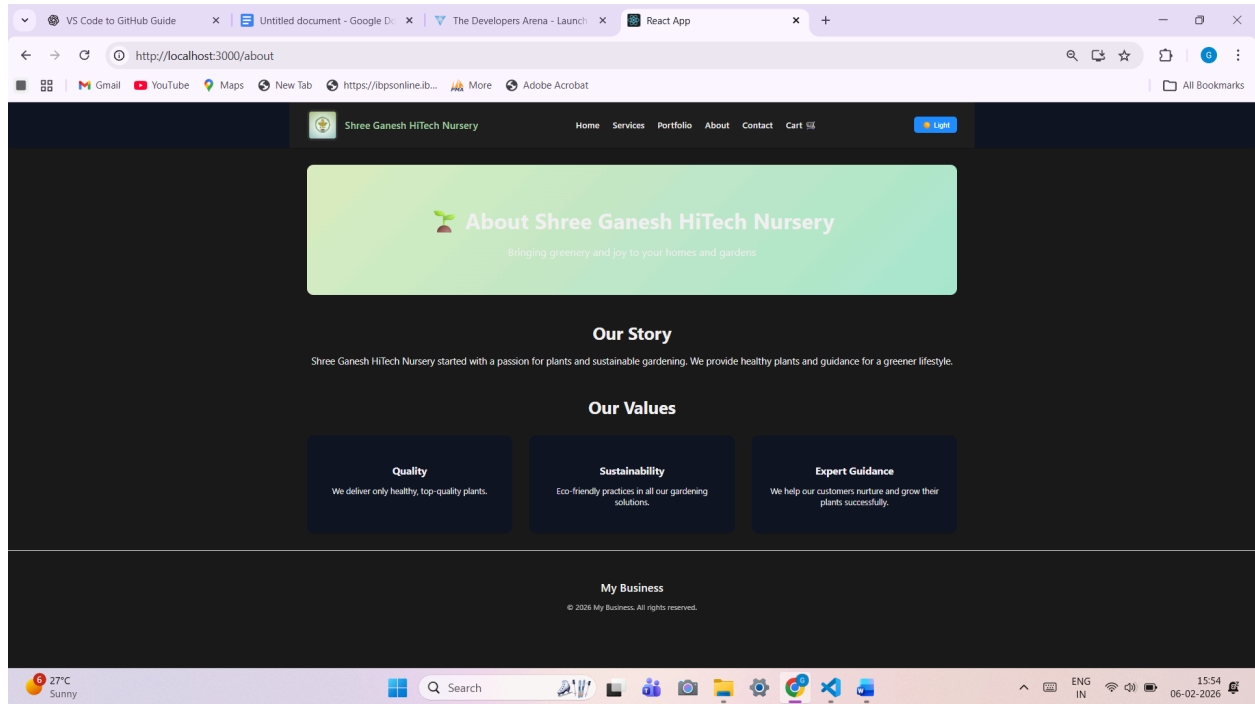 VS Code to GitHub Guide
Untitled document - Google Do
The Developers Arena - Launch
React App
http://localhost:3000/about
G
Gmail YouTube Maps New Tab https://ibpsonline.ib... More Adobe Acrobat
All Bookmarks
Shree Ganesh HiTech Nursery
Home Services Portfolio About Contact Cart
Light
About Shree Ganesh HiTech Nursery
Bringing greenery and joy to your homes and gardens
Our Story
Shree Ganesh HiTech Nursery started with a passion for plants and sustainable gardening. We provide healthy plants and guidance for a greener lifestyle.
Our Values
Quality
We deliver only healthy, top-quality plants.
Sustainability
Eco-friendly practices in all our gardening
solutions.
Expert Guidance
We help our customers nurture and grow their
plants successfully.
My Business
© 2026 My Business. All rights reserved.
6
27°C
Sunny
Search
ENG
IN
15:54
06-02-2026